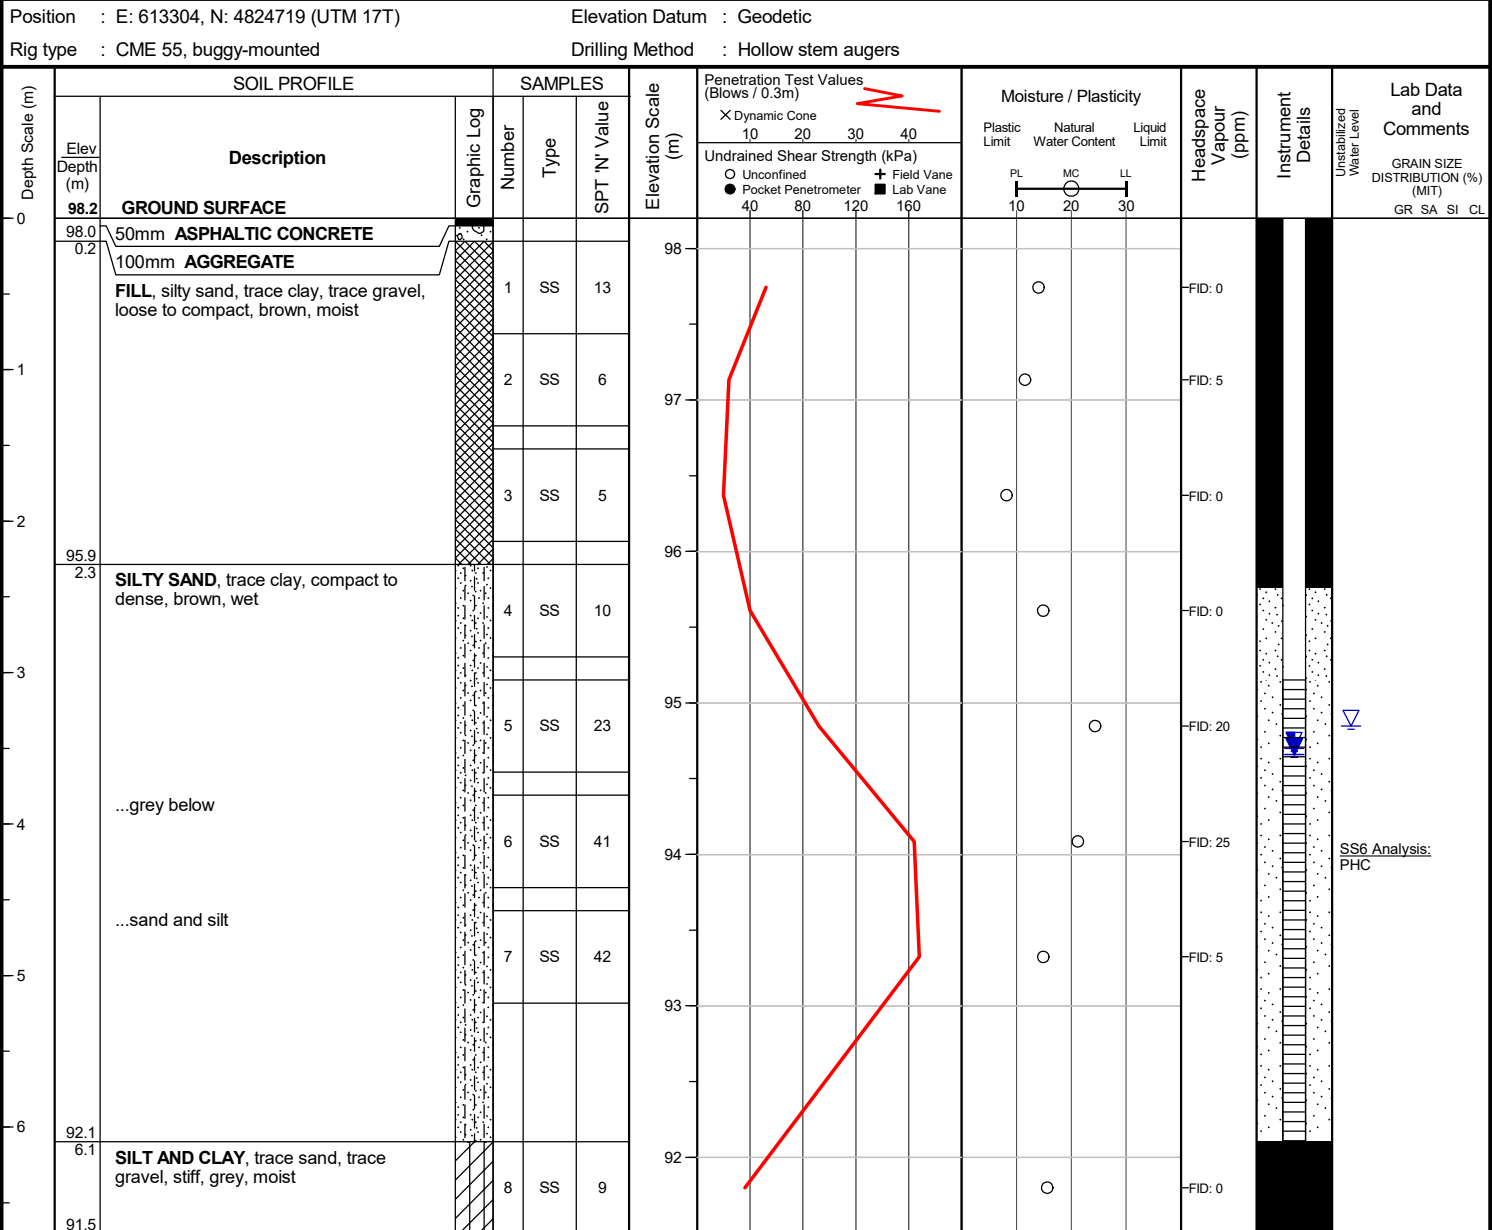 Position : E: 613304, N: 4824719 (UTM 17T) Elevation Datum : Geodetic
Rig type : CME 55, buggy-mounted Drilling Method : Hollow stem augers
Depth Scale (m)
SOIL PROFILE
Elev
Depth
(m)
Description
Graphic Log
SAMPLES
Number
Type
SPT 'N' Value
Elevation Scale
(m)
Penetration Test Values
(Blows / 0.3m)
Dynamic Cone
10 20 30 40
Undrained Shear Strength (kPa)
Unconfined Field Vane
Pocket Penetrometer Lab Vane
40 80 120 160
Moisture / Plasticity
Plastic Natural Liquid
Limit Water Content Limit
PL MC LL
10 20 30
Headspace
Vapour
(ppm)
Instrument
Details
Unstabilized
Water Level
Lab Data
and
Comments
GRAIN SIZE
DISTRIBUTION (%)
(MIT)
GR SA SI CL
98.2 GROUND SURFACE
0
98.0 50mm ASPHALTIC CONCRETE
0.2
98
100mm AGGREGATE
FILL, silty sand, trace clay, trace gravel,
loose to compact, brown, moist
1 SS 13 FID: 0
1
2 SS 6 FID: 5
97
3 SS 5 FID: 0
2
96
95.9
2.3
SILTY SAND, trace clay, compact to
dense, brown, wet
4 SS 10 FID: 0
3
95
5 SS 23 FID: 20
...grey below
4
6 SS 41 FID: 25
94
SS6 Analysis:
PHC
...sand and silt
7 SS 42 FID: 5
5
93
6
92.1
6.1
92
SILT AND CLAY, trace sand, trace
gravel, stiff, grey, moist
8 SS 9 FID: 0
91.5